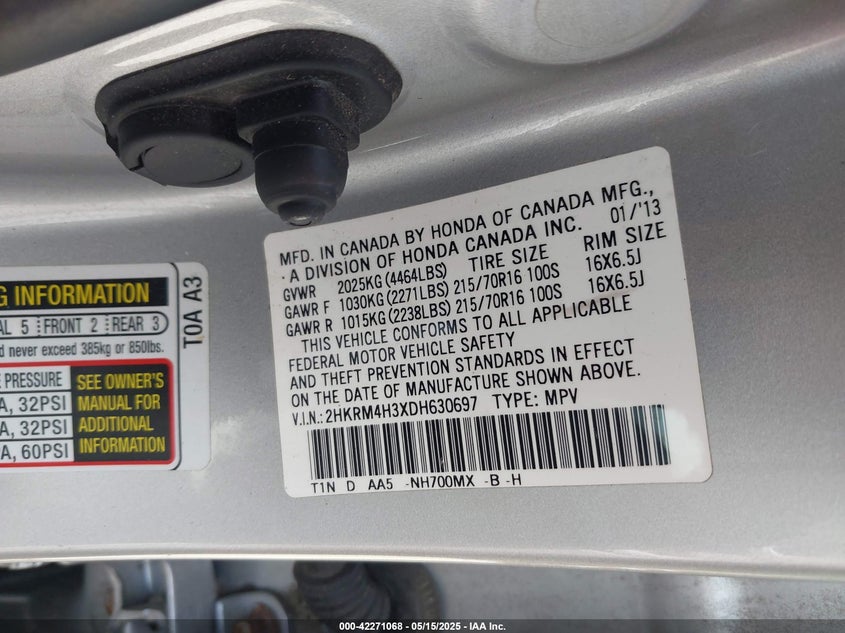 MFD. IN CANADA BY HONDA OF CANADA MFG.,
A DIVISION OF HONDA CANADA INC. 01/'13
TIRE SIZE RIM SIZE
GVWR 2025KG (4464LBS)
GAWR F 1030KG (2271LBS) 215/70R16 100S 16X6.5J
GAWR R 1015KG (2238LBS) 215/70R16 100S 16X6.5J
THIS VEHICLE CONFORMS TO ALL APPLICABLE
FEDERAL MOTOR VEHICLE SAFETY
AND THEFT PREVENTION STANDARDS IN EFFECT
ON THE DATE OF MANUFACTURE SHOWN ABOVE.
V.I.N.: 2HKRM4H3XDH630697 TYPE: MPV
T1N D AA5 -NH700MX -B -H
G INFORMATION
AL 5 FRONT 2 REAR 3
d never exceed 385kg or 850lbs.
E PRESSURE
A, 32PSI
A, 32PSI
A, 60PSI
SEE OWNER'S
MANUAL FOR
ADDITIONAL
INFORMATION
T0A A3
000-42271068 - 05/15/2025 - IAA Inc.